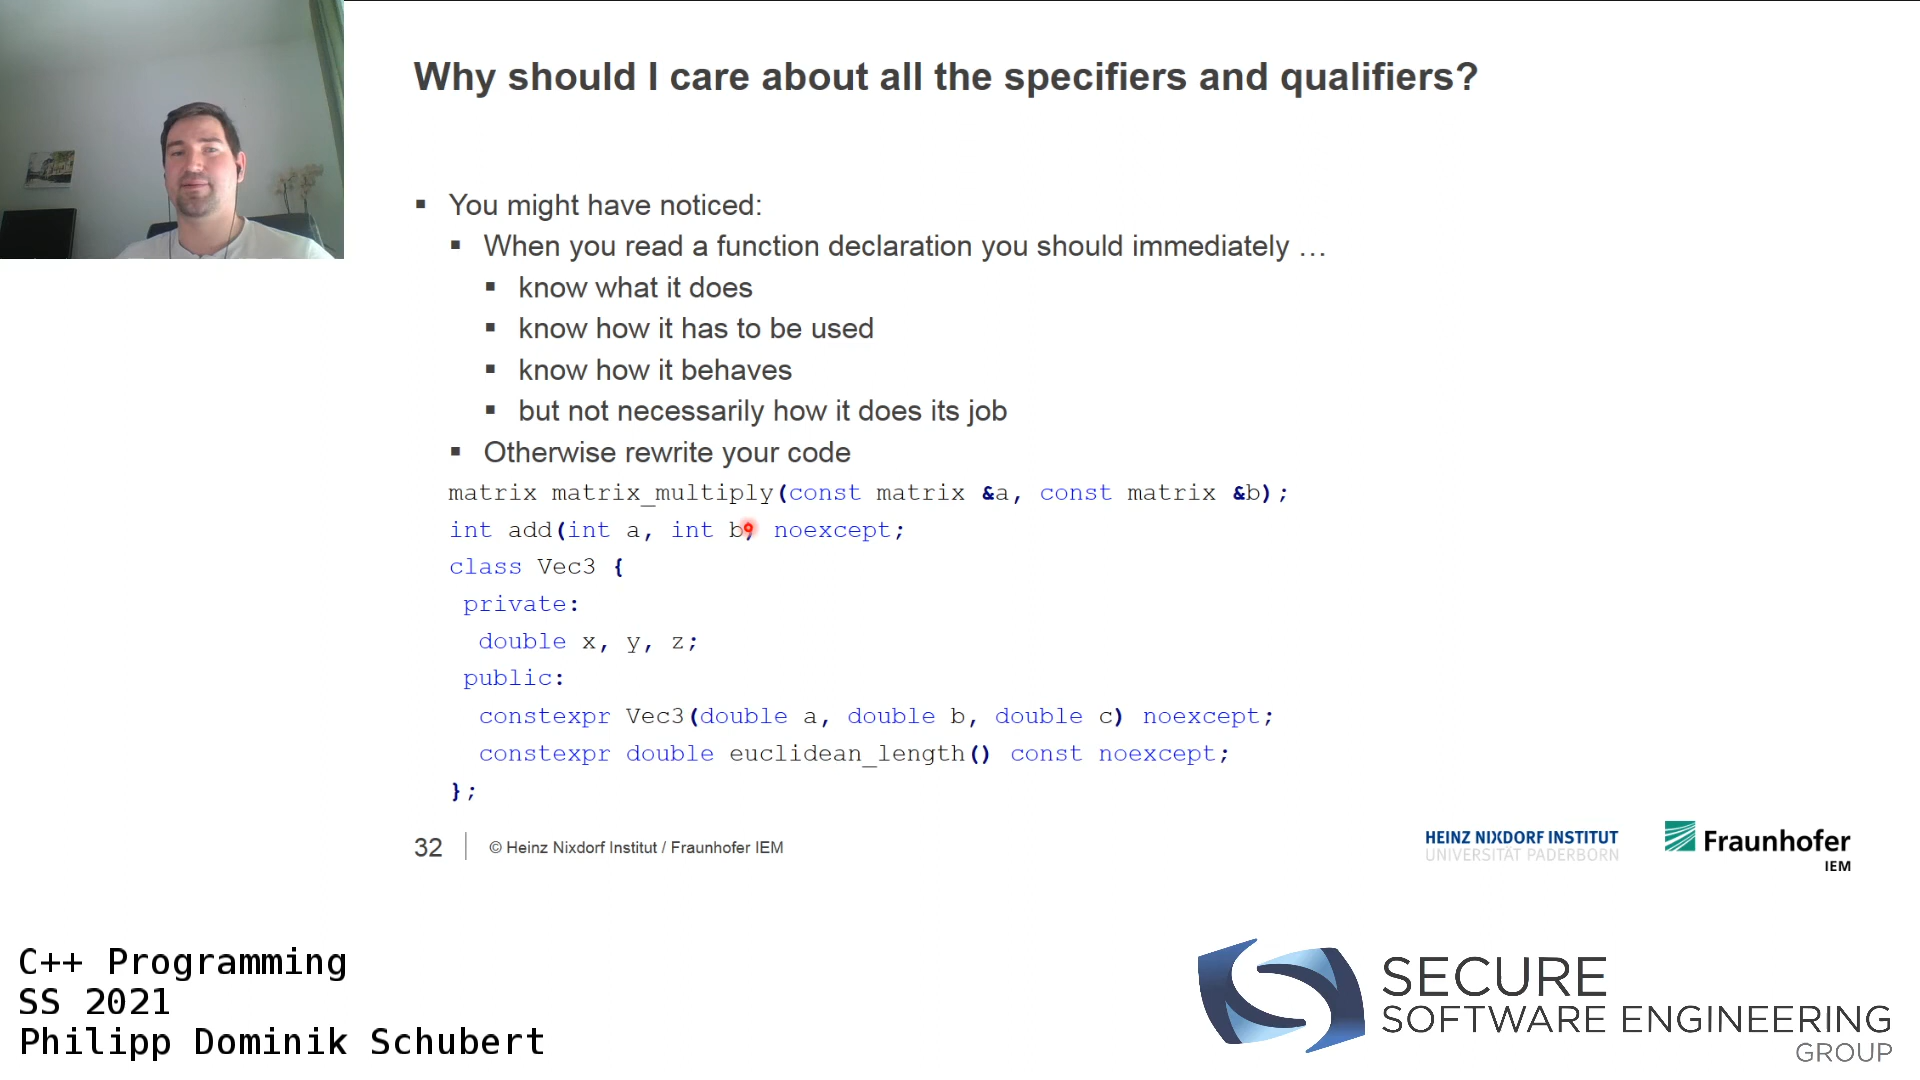 Why should I care about all the specifiers and qualifiers?
▪ You might have noticed:
▪ When you read a function declaration you should immediately …
▪ know what it does
▪ know how it has to be used
▪ know how it behaves
▪ but not necessarily how it does its job
▪ Otherwise rewrite your code
matrix matrix_multiply(const matrix &a, const matrix &b);
int add(int a, int b) noexcept;
class Vec3 {
private:
double x, y, z;
public:
constexpr Vec3(double a, double b, double c) noexcept;
constexpr double euclidean_length() const noexcept;
};
32 © Heinz Nixdorf Institut / Fraunhofer IEM
HEINZ NIXDORF INSTITUT
UNIVERSITÄT PADERBORN
Fraunhofer
IEM
C++ Programming
SS 2021
Philipp Dominik Schubert
SECURE
SOFTWARE ENGINEERING
GROUP